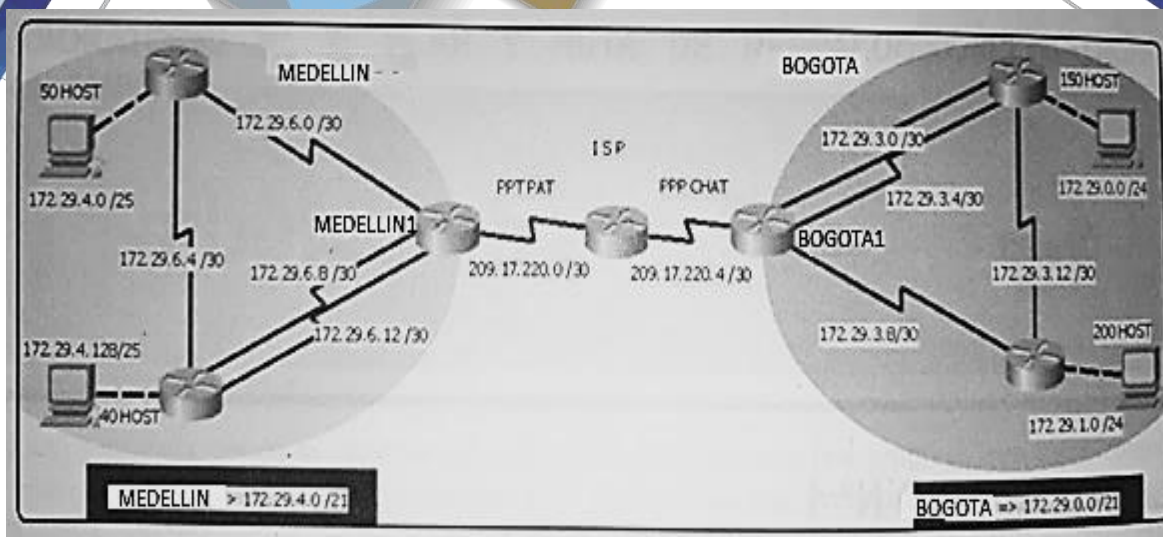 MEDELLIN
50 HOST
172.29.6.0 /30
172.29.4.0 /25
MEDELLIN1
172.29.6.4 /30
172.29.6.8 /30
172.29.6.12 /30
172.29.4.128/25
40 HOST
MEDELLIN > 172.29.4.0 /21
ISP
PPT PAT
PPP CHAT
209.17.220.0 /30
209.17.220.4 /30
BOGOTA
150 HOST
172.29.3.0 /30
172.29.3.4/30
172.29.0.0 /24
BOGOTA1
172.29.3.12 /30
172.29.3.8/30
200 HOST
172.29.1.0 /24
BOGOTA => 172.29.0.0 /21